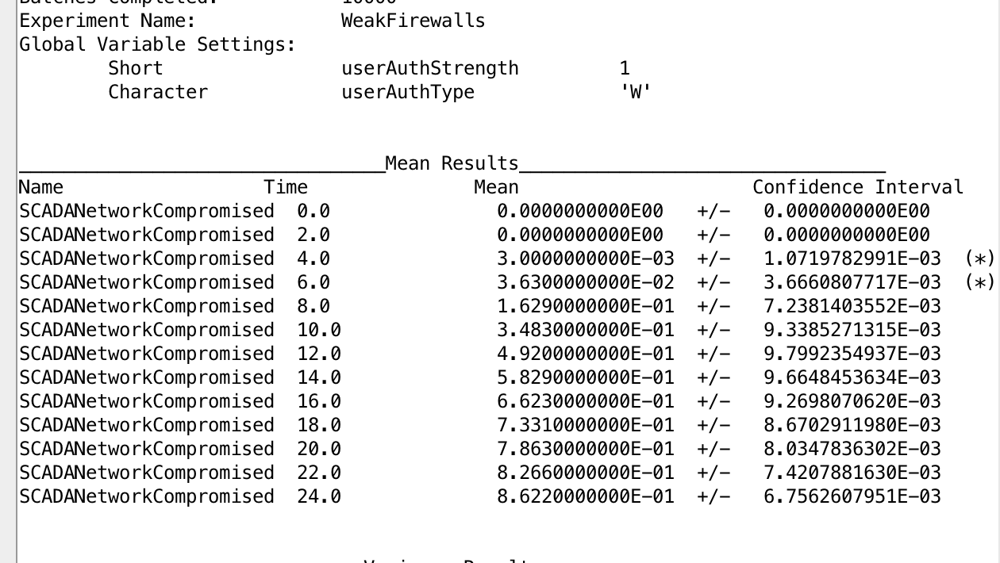 Batches Completed: 10000
Experiment Name: WeakFirewalls
Global Variable Settings:
Short userAuthStrength 1
Character userAuthType 'W'
Mean Results
Name Time Mean Confidence Interval
SCADANetworkCompromised 0.0 0.0000000000E00 +/- 0.0000000000E00
SCADANetworkCompromised 2.0 0.0000000000E00 +/- 0.0000000000E00
SCADANetworkCompromised 4.0 3.0000000000E-03 +/- 1.0719782991E-03 (*)
SCADANetworkCompromised 6.0 3.6300000000E-02 +/- 3.6660807717E-03 (*)
SCADANetworkCompromised 8.0 1.6290000000E-01 +/- 7.2381403552E-03
SCADANetworkCompromised 10.0 3.4830000000E-01 +/- 9.3385271315E-03
SCADANetworkCompromised 12.0 4.9200000000E-01 +/- 9.7992354937E-03
SCADANetworkCompromised 14.0 5.8290000000E-01 +/- 9.6648453634E-03
SCADANetworkCompromised 16.0 6.6230000000E-01 +/- 9.2698070620E-03
SCADANetworkCompromised 18.0 7.3310000000E-01 +/- 8.6702911980E-03
SCADANetworkCompromised 20.0 7.8630000000E-01 +/- 8.0347836302E-03
SCADANetworkCompromised 22.0 8.2660000000E-01 +/- 7.4207881630E-03
SCADANetworkCompromised 24.0 8.6220000000E-01 +/- 6.7562607951E-03